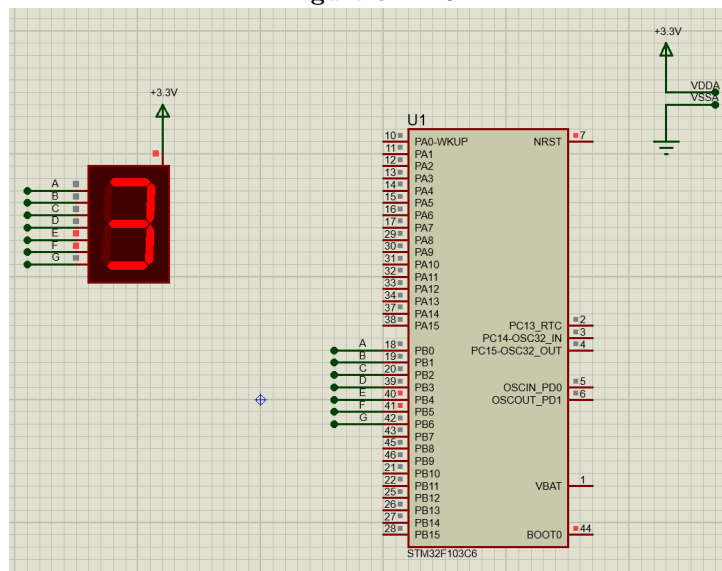 +3.3V
VDDA
VSSA
+3.3V
A
B
C
D
E
F
G
U1
10 PA0-WKUP NRST 7
11 PA1
12 PA2
13 PA3
14 PA4
15 PA5
16 PA6
17 PA7
29 PA8
30 PA9
31 PA10
32 PA11
33 PA12
34 PA13
37 PA14
38 PA15 PC13_RTC 2
PC14-OSC32_IN 3
A 18 PB0 PC15-OSC32_OUT 4
B 19 PB1
C 20 PB2
D 39 PB3 OSCIN_PD0 5
E 40 PB4 OSCOUT_PD1 6
F 41 PB5
G 42 PB6
43 PB7
45 PB8
46 PB9
21 PB10
22 PB11 VBAT 1
25 PB12
26 PB13
27 PB14
28 PB15 BOOT0 44
STM32F103C6